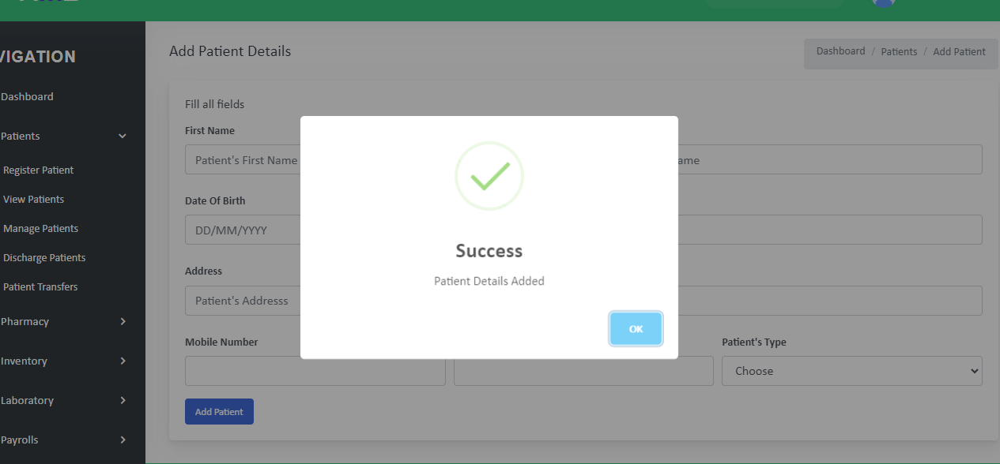 VIGATION
Dashboard
Patients
Register Patient
View Patients
Manage Patients
Discharge Patients
Patient Transfers
Pharmacy
Inventory
Laboratory
Payrolls
Add Patient Details
Dashboard / Patients / Add Patient
Fill all fields
First Name
Patient's First Name
ame
Date Of Birth
DD/MM/YYYY
Address
Patient's Addresss
Mobile Number
Patient's Type
Choose
Add Patient
Success
Patient Details Added
OK